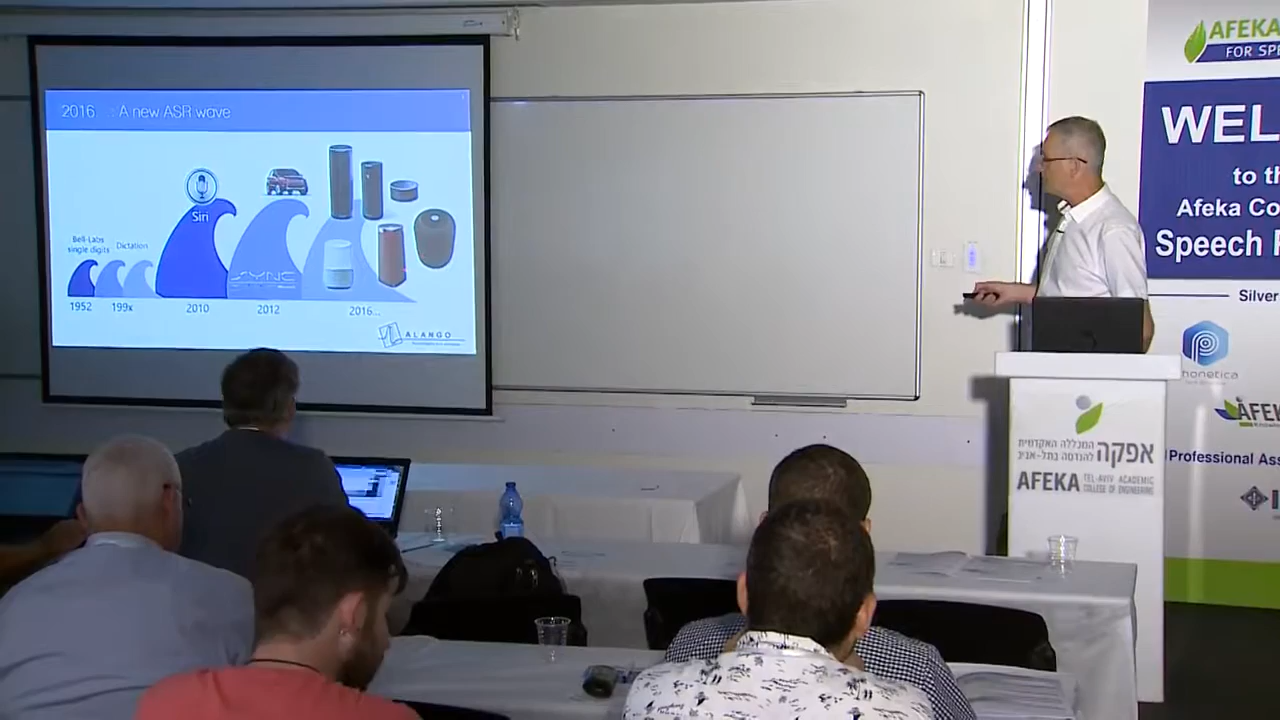 2016... : A new ASR wave
Siri
Bell-Labs
single digits
Dictation
SYNC
1952
199x
2010
2012
2016...
ALANGO
AFEKA
FOR SPE
WEL
to th
Afeka Co
Speech
Silver
honetica
AFEK
Professional Ass
המכללה האקדמית
להנדסה בתל-אביב
אפקה
AFEKA
TEL-AVIV ACADEMIC
COLLEGE OF ENGINEERING